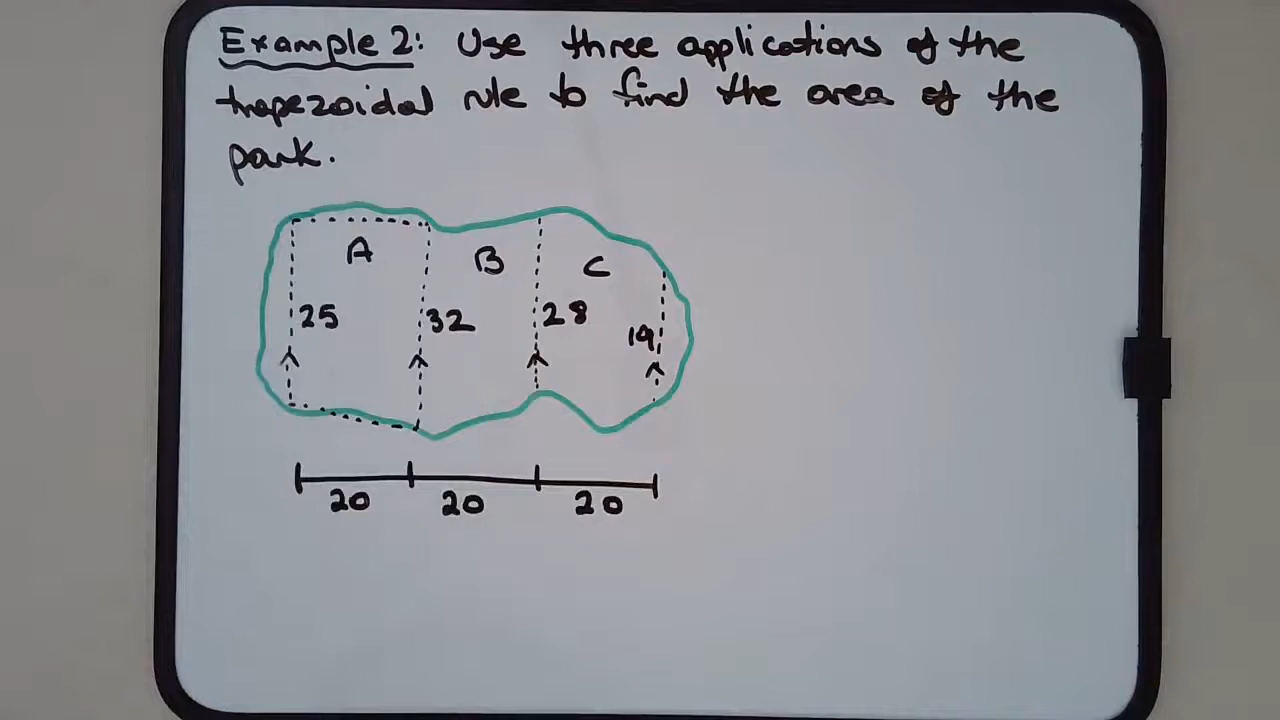 Example 2: Use three applications of the
trapezoidal rule to find the area of the
park.
A B C
25 32 28 19
20 20 20